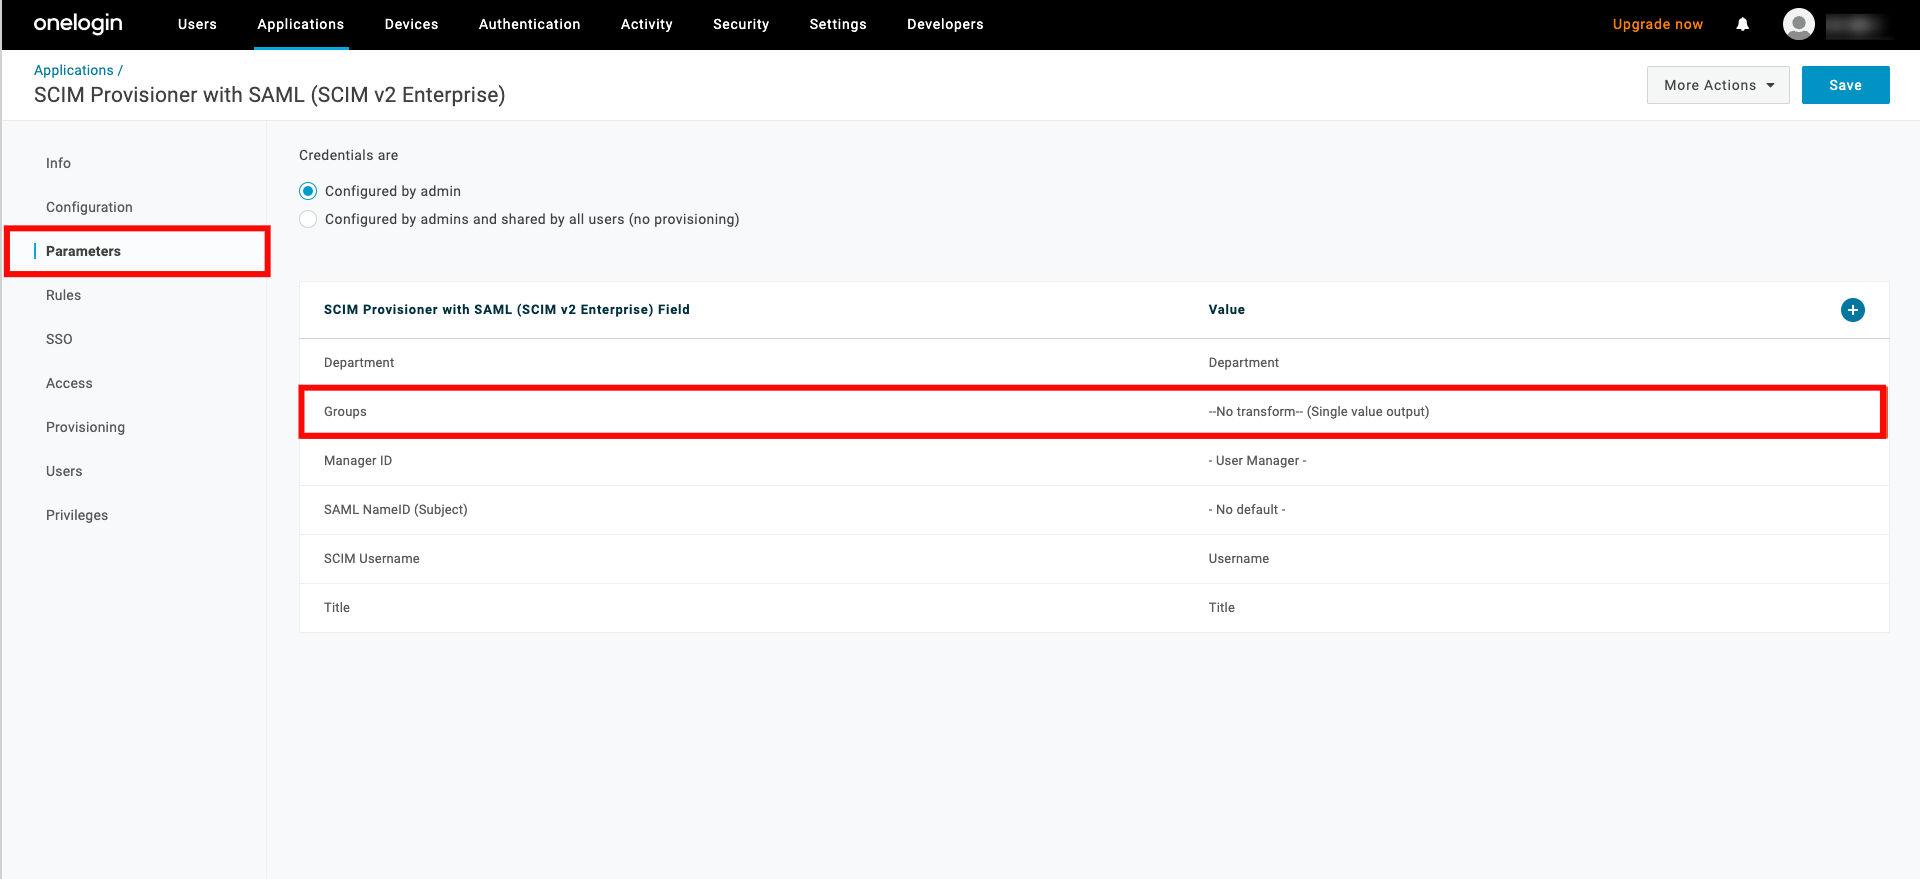 onelogin Users Applications Devices Authentication Activity Security Settings Developers Upgrade now
Applications /
SCIM Provisioner with SAML (SCIM v2 Enterprise)
More Actions Save
Info
Configuration
Parameters
Rules
SSO
Access
Provisioning
Users
Privileges
Credentials are
Configured by admin
Configured by admins and shared by all users (no provisioning)
SCIM Provisioner with SAML (SCIM v2 Enterprise) Field Value
Department Department
Groups --No transform-- (Single value output)
Manager ID - User Manager -
SAML NameID (Subject) - No default -
SCIM Username Username
Title Title